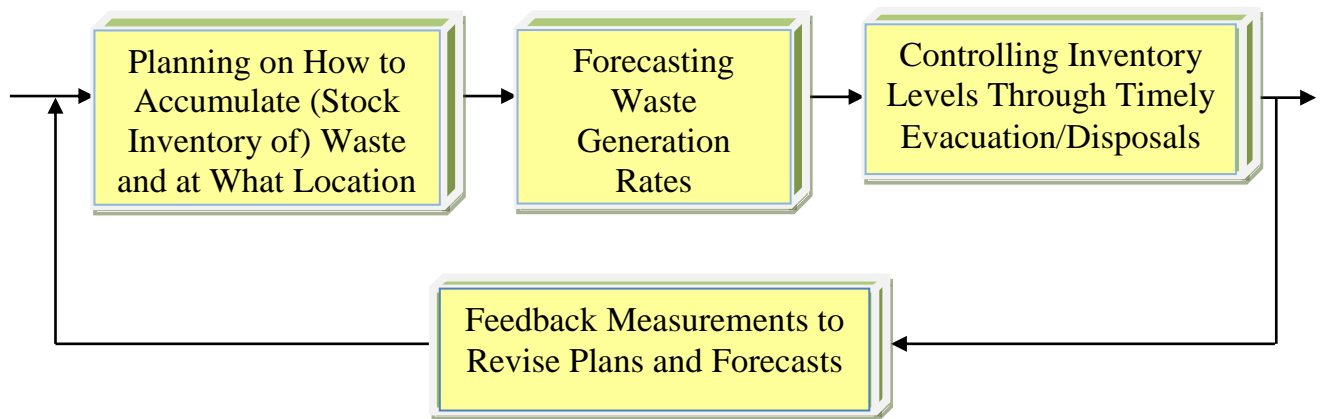 Planning on How to
Accumulate (Stock
Inventory of) Waste
and at What Location
Forecasting
Waste
Generation
Rates
Controlling Inventory
Levels Through Timely
Evacuation/Disposals
Feedback Measurements to
Revise Plans and Forecasts